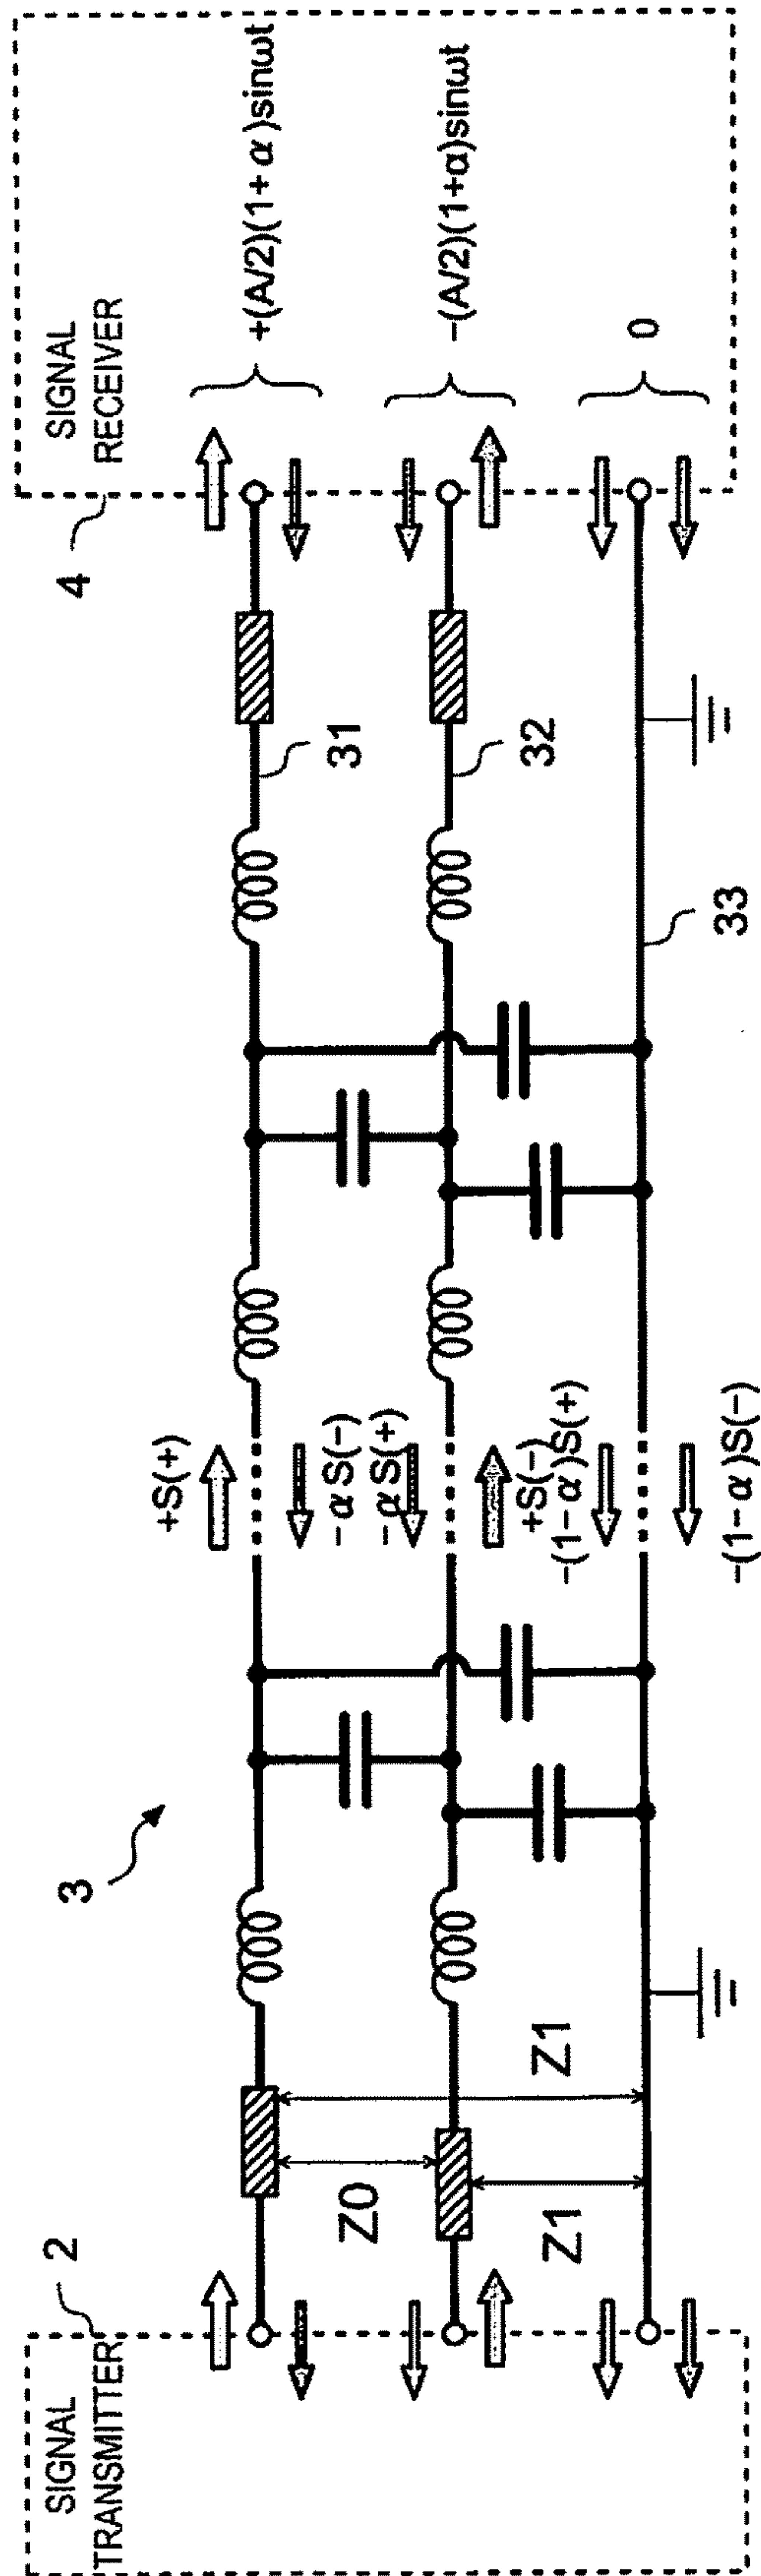 SIGNAL
TRANSMITTER
2
3
Z0
Z1
Z1
+S(+)
-αS(-)
-αS(+)
+S(-)
-(1-α)S(+)
-(1-α)S(-)
31
32
33
4
SIGNAL
RECEIVER
+(A/2)(1+α)sinωt
-(A/2)(1+α)sinωt
0